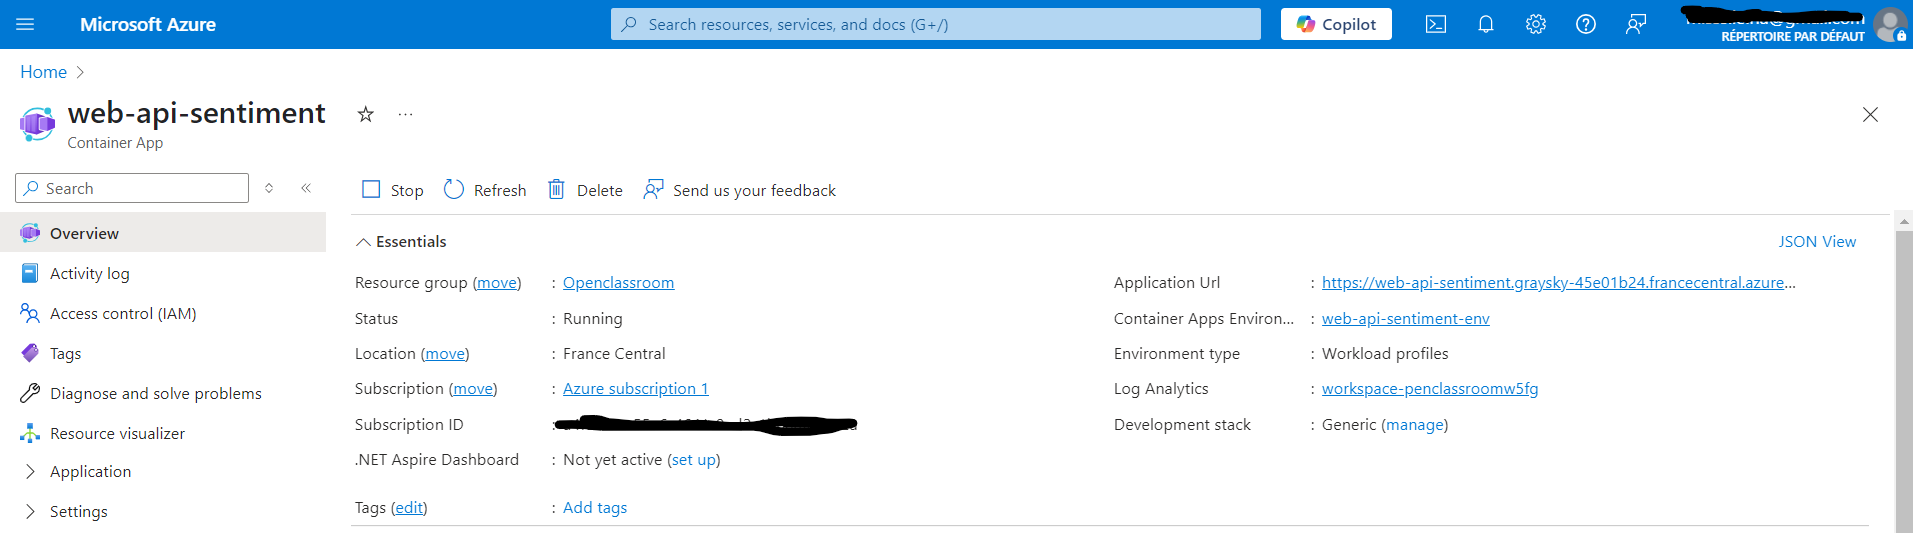 Microsoft Azure
Search resources, services, and docs (G+/)
Copilot
RÉPERTOIRE PAR DÉFAUT
Home
web-api-sentiment
Container App
Search
Stop
Refresh
Delete
Send us your feedback
Overview
Activity log
Access control (IAM)
Tags
Diagnose and solve problems
Resource visualizer
Application
Settings
Essentials
JSON View
Resource group (move) : Openclassroom
Status : Running
Location (move) : France Central
Subscription (move) : Azure subscription 1
Subscription ID :
.NET Aspire Dashboard : Not yet active (set up)
Tags (edit) : Add tags
Application Url : https://web-api-sentiment.graysky-45e01b24.francecentral.azure...
Container Apps Environ... : web-api-sentiment-env
Environment type : Workload profiles
Log Analytics : workspace-penclassroomw5fg
Development stack : Generic (manage)